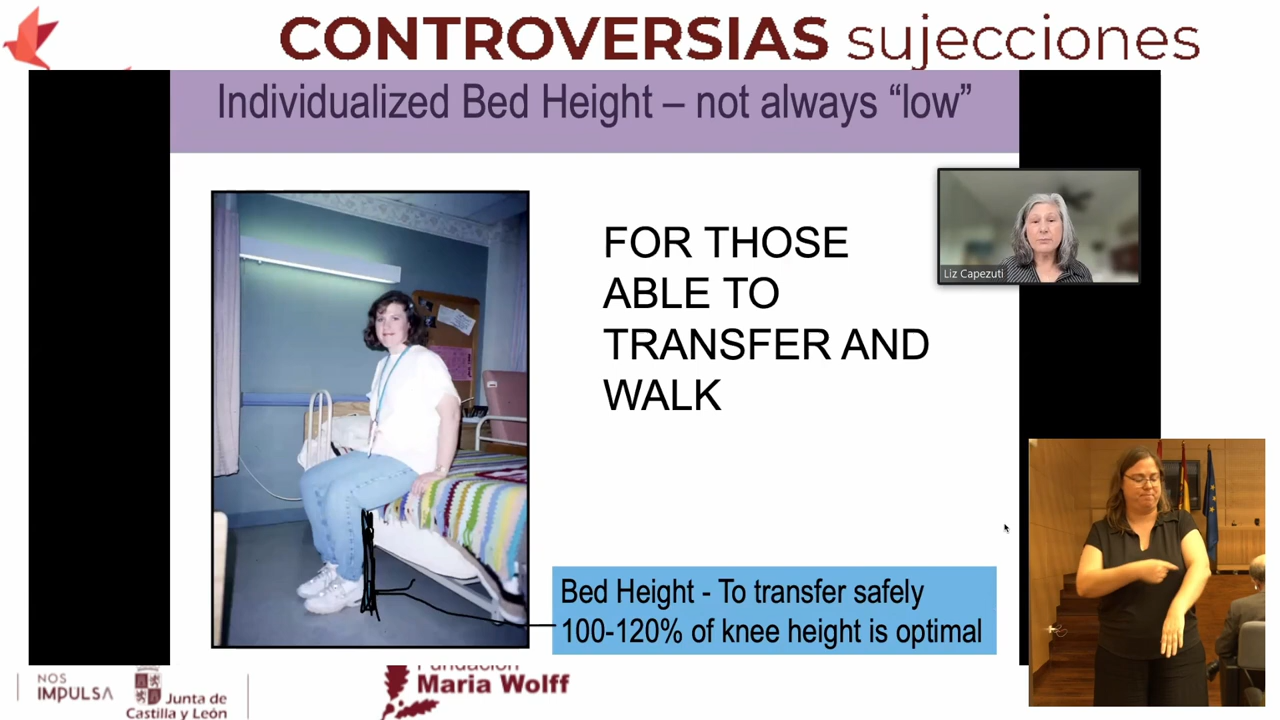 CONTROVERSIAS sujecciones
Individualized Bed Height – not always “low”
FOR THOSE
ABLE TO
TRANSFER AND
WALK
Liz Capezuti
Bed Height - To transfer safely
100-120% of knee height is optimal
NOS
IMPULSA
Junta de
Castilla y León
Fundación
Maria Wolff